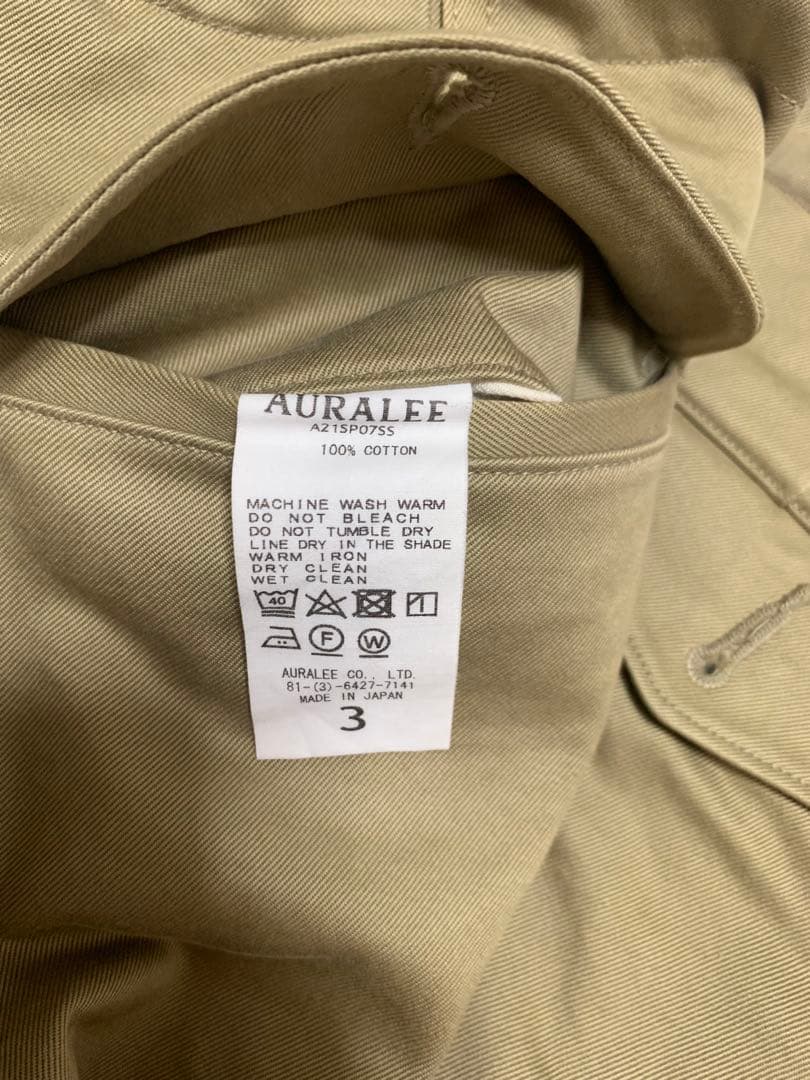 AURALEE
A21SP07SS
100% COTTON
MACHINE WASH WARM
DO NOT BLEACH
DO NOT TUMBLE DRY
LINE DRY IN THE SHADE
WARM IRON
DRY CLEAN
WET CLEAN
40
F W
AURALEE CO., LTD.
81-(3)-6427-7141
MADE IN JAPAN
3